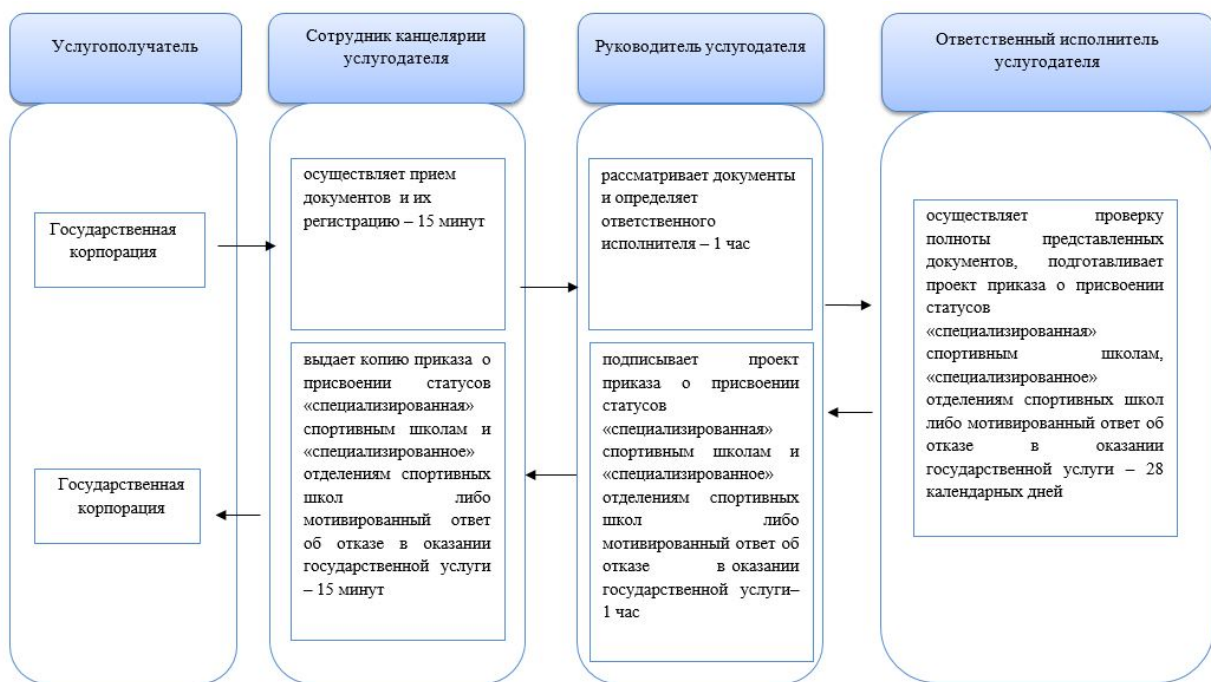 Услугополучатель
Сотрудник канцелярии
услугодателя
Руководитель услугодателя
Ответственный исполнитель
услугодателя
Государственная
корпорация
осуществляет прием
документов и их
регистрацию – 15 минут
рассматривает документы
и определяет
ответственного
исполнителя – 1 час
осуществляет проверку
полноты представленных
документов, подготавливает
проект приказа о присвоении
статусов
«специализированная»
спортивным школам,
«специализированное»
отделениям спортивных школ
либо мотивированный ответ об
отказе в оказании
государственной услуги – 28
календарных дней
подписывает проект
приказа о присвоении
статусов
«специализированная»
спортивным школам и
«специализированное»
отделениям спортивных
школ либо
мотивированный ответ об
отказе в оказании
государственной услуги–
1 час
выдает копию приказа о
присвоении статусов
«специализированная»
спортивным школам и
«специализированное»
отделениям спортивных
школ либо
мотивированный ответ
об отказе в оказании
государственной услуги
– 15 минут
Государственная
корпорация